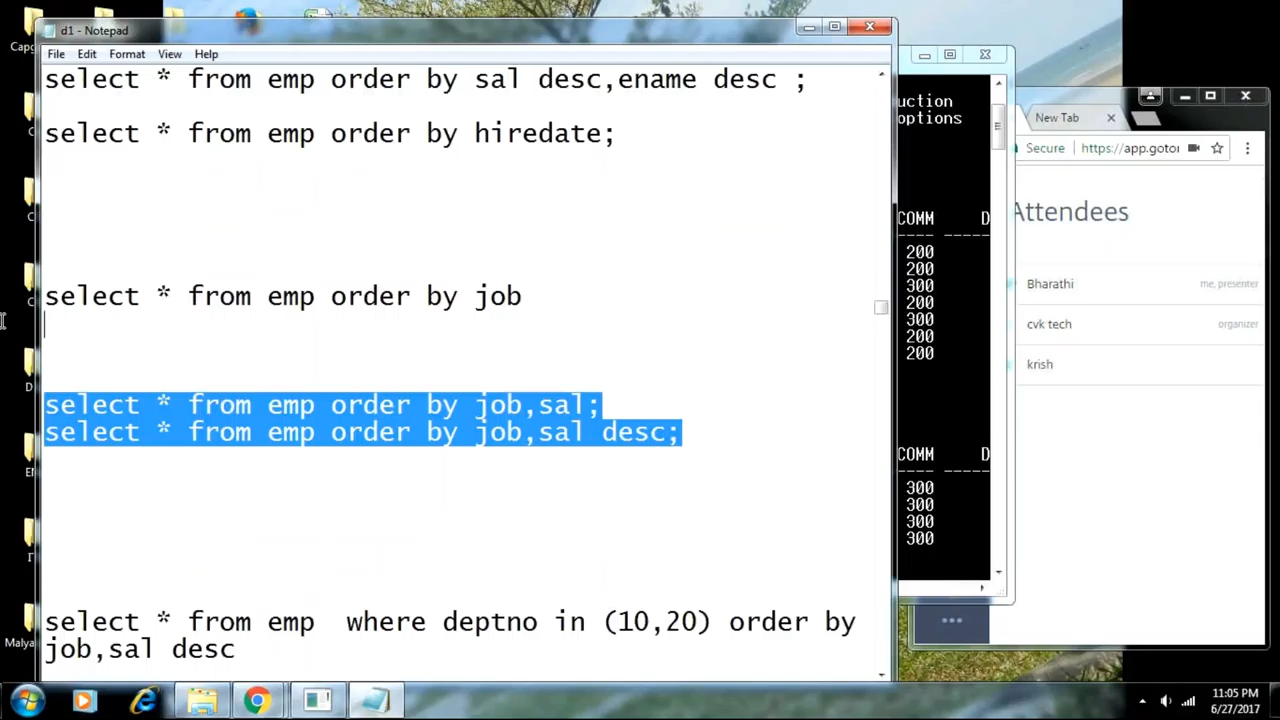 d1 - Notepad
File Edit Format View Help
select * from emp order by sal desc,ename desc ;
select * from emp order by hiredate;
select * from emp order by job
select * from emp order by job,sal;
select * from emp order by job,sal desc;
select * from emp  where deptno in (10,20) order by
job,sal desc
uction
options
COMM D
200
200
300
200
300
200
200
COMM D
300
300
300
300
New Tab
Secure https://app.gotor
Attendees
Bharathi me, presenter
cvk tech organizer
krish
11:05 PM
6/27/2017